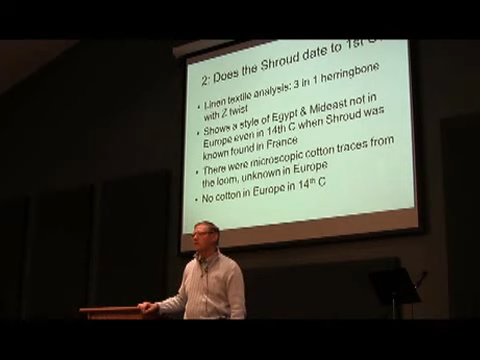 2: Does the Shroud date to 1st C
• Linen textile analysis: 3 in 1 herringbone
with Z twist
• Shows a style of Egypt & Mideast not in
Europe even in 14th C when Shroud was
known found in France
• There were microscopic cotton traces from
the loom, unknown in Europe
• No cotton in Europe in 14th C